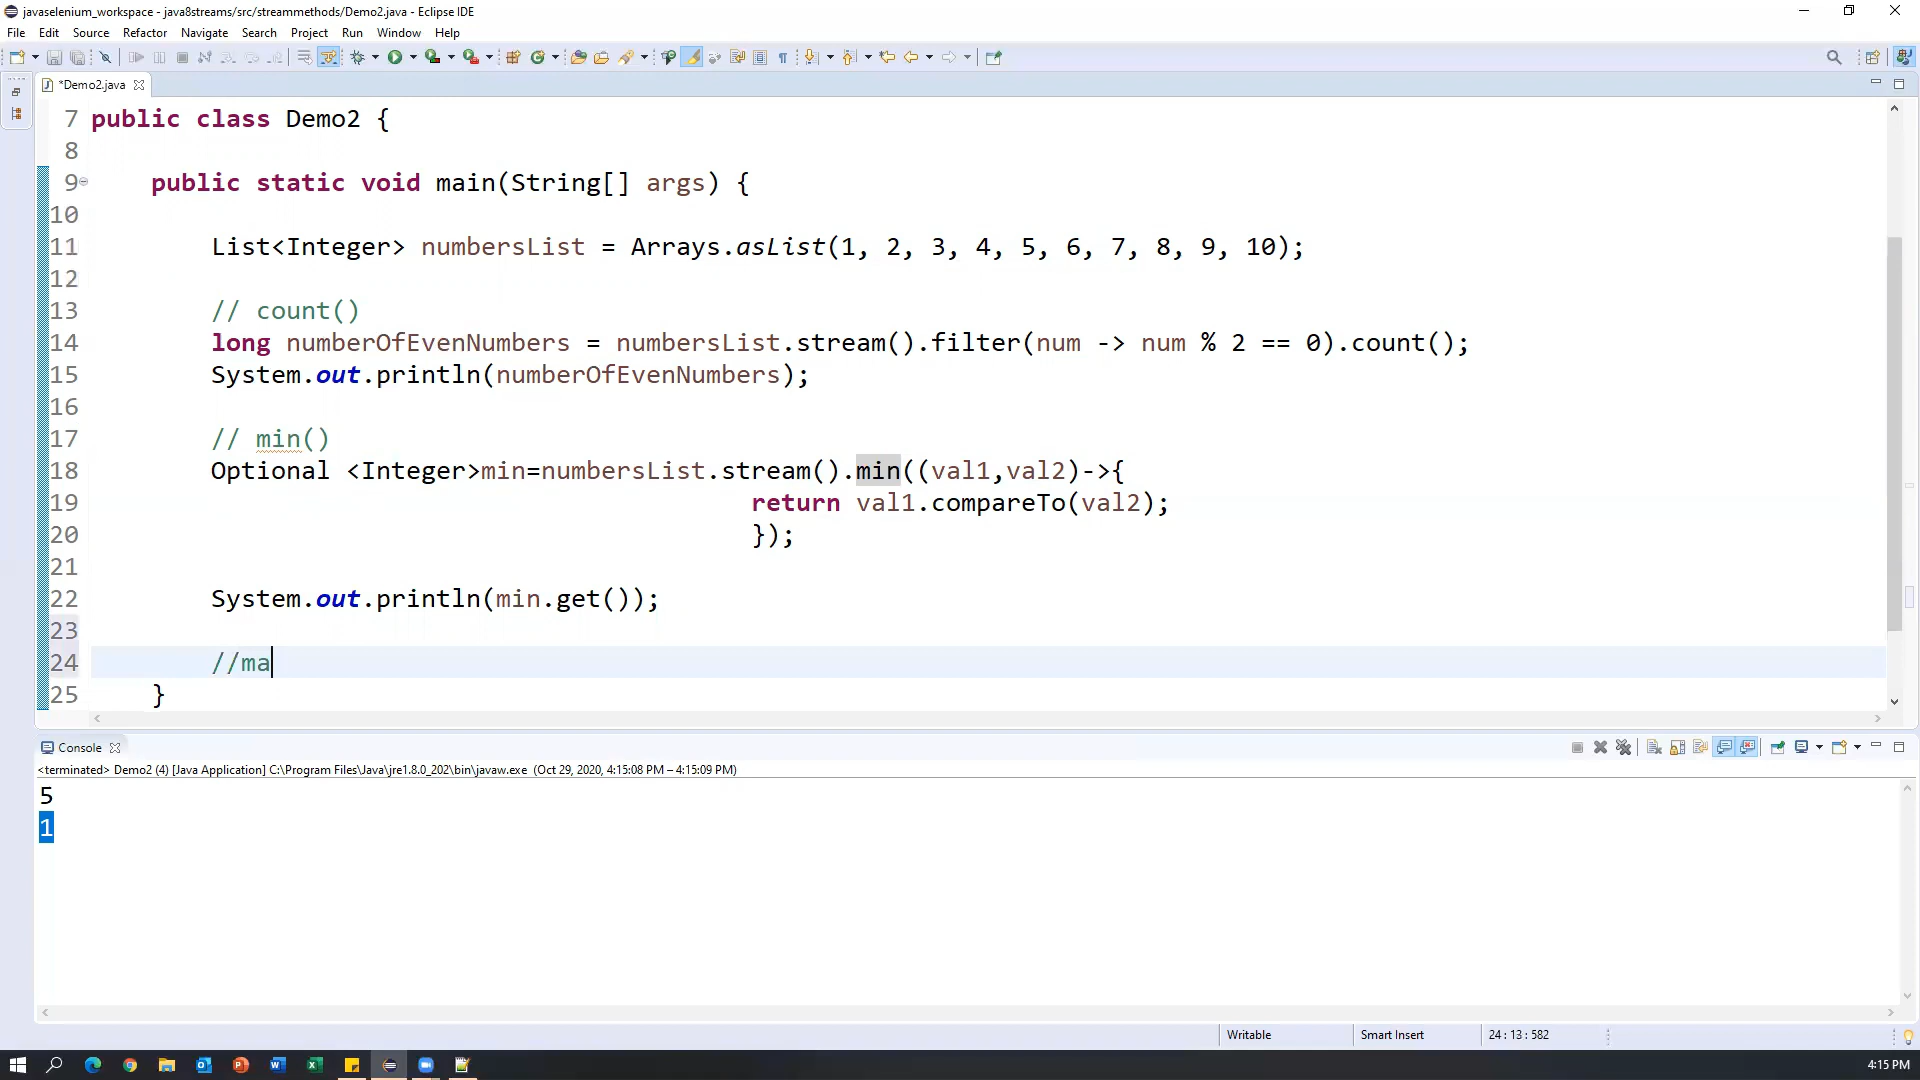 javaselenium_workspace - java8streams/src/streammethods/Demo2.java - Eclipse IDE
File Edit Source Refactor Navigate Search Project Run Window Help
*Demo2.java
7 public class Demo2 {
8
9 public static void main(String[] args) {
10
11 List<Integer> numbersList = Arrays.asList(1, 2, 3, 4, 5, 6, 7, 8, 9, 10);
12
13 // count()
14 long numberOfEvenNumbers = numbersList.stream().filter(num -> num % 2 == 0).count();
15 System.out.println(numberOfEvenNumbers);
16
17 // min()
18 Optional <Integer>min=numbersList.stream().min((val1,val2)->{
19 return val1.compareTo(val2);
20 });
21
22 System.out.println(min.get());
23
24 //ma
25 }
Console
<terminated> Demo2 (4) [Java Application] C:\Program Files\Java\jre1.8.0_202\bin\javaw.exe (Oct 29, 2020, 4:15:08 PM – 4:15:09 PM)
5
1
Writable Smart Insert 24 : 13 : 582
4:15 PM